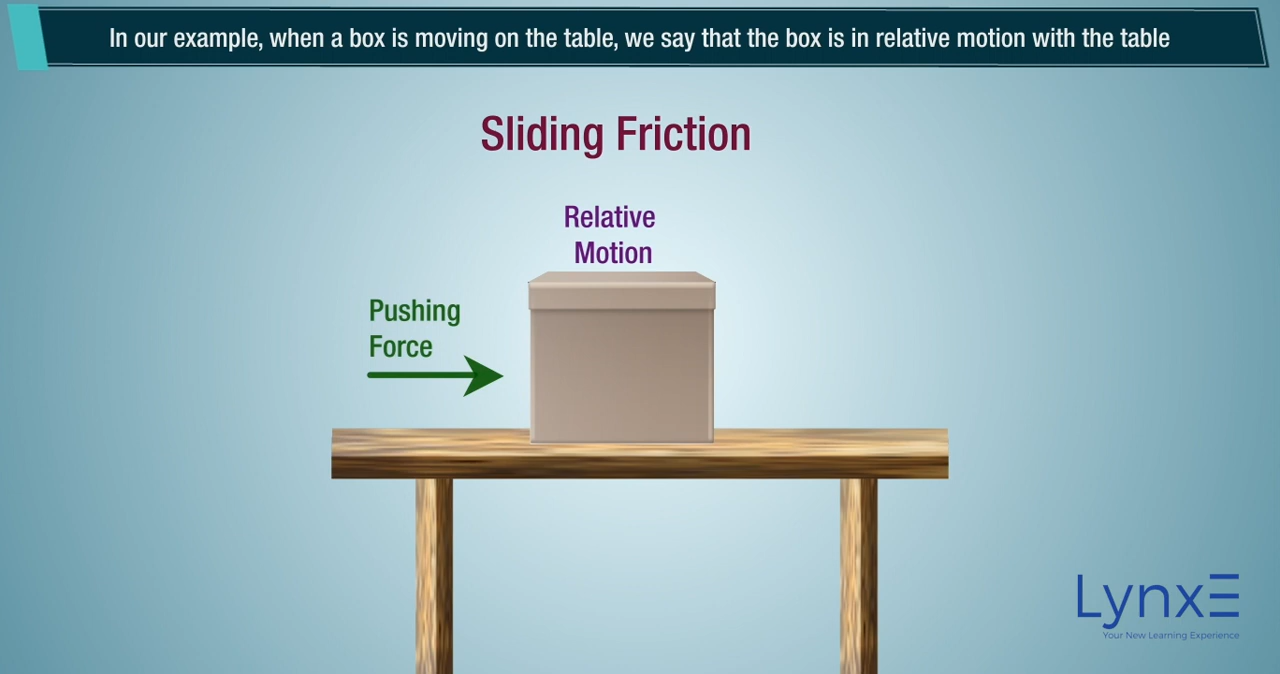 In our example, when a box is moving on the table, we say that the box is in relative motion with the table
Sliding Friction
Relative
Motion
Pushing
Force
LynxE
Your New Learning Experience